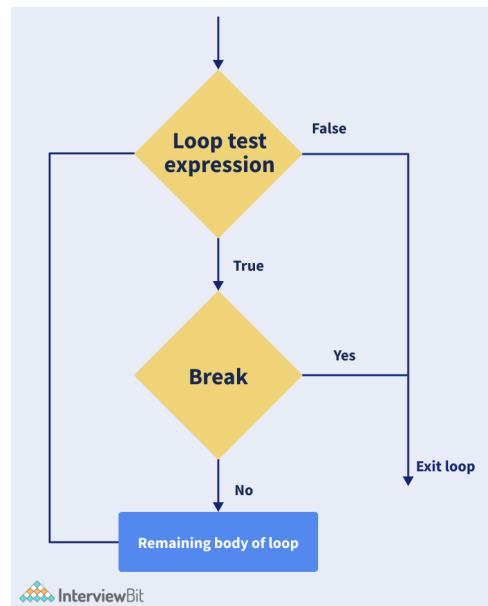 False
Loop test
expression
True
Break
Yes
Exit loop
No
Remaining body of loop
InterviewBit